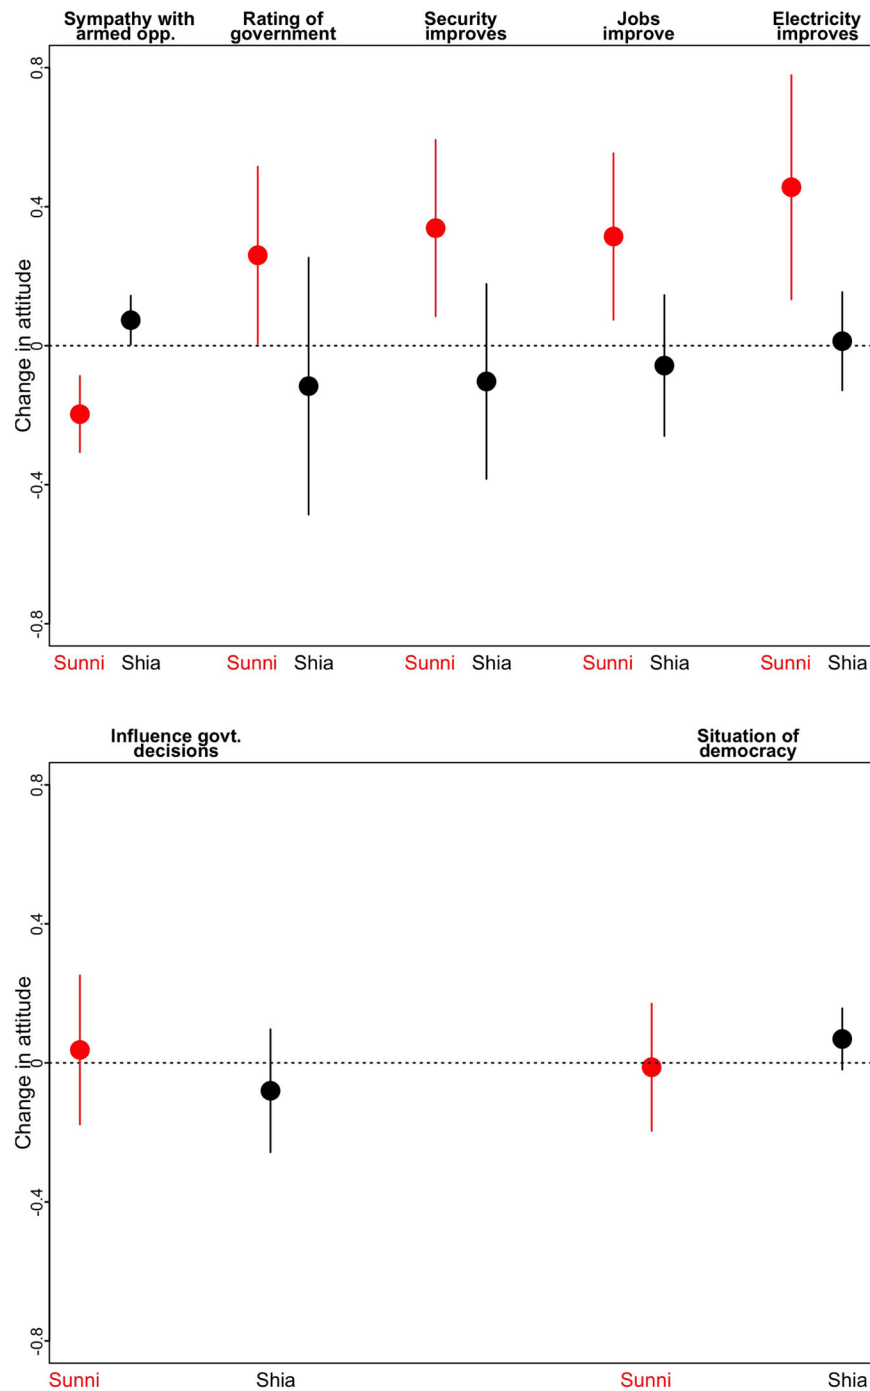 Sympathy with
armed opp.
Rating of
government
Security
improves
Jobs
improve
Electricity
improves
Change in attitude
0.8
0.4
0
-0.4
-0.8
Sunni Shia Sunni Shia Sunni Shia Sunni Shia Sunni Shia
Influence govt.
decisions
Situation of
democracy
Change in attitude
0.8
0.4
0
-0.4
-0.8
Sunni Shia Sunni Shia